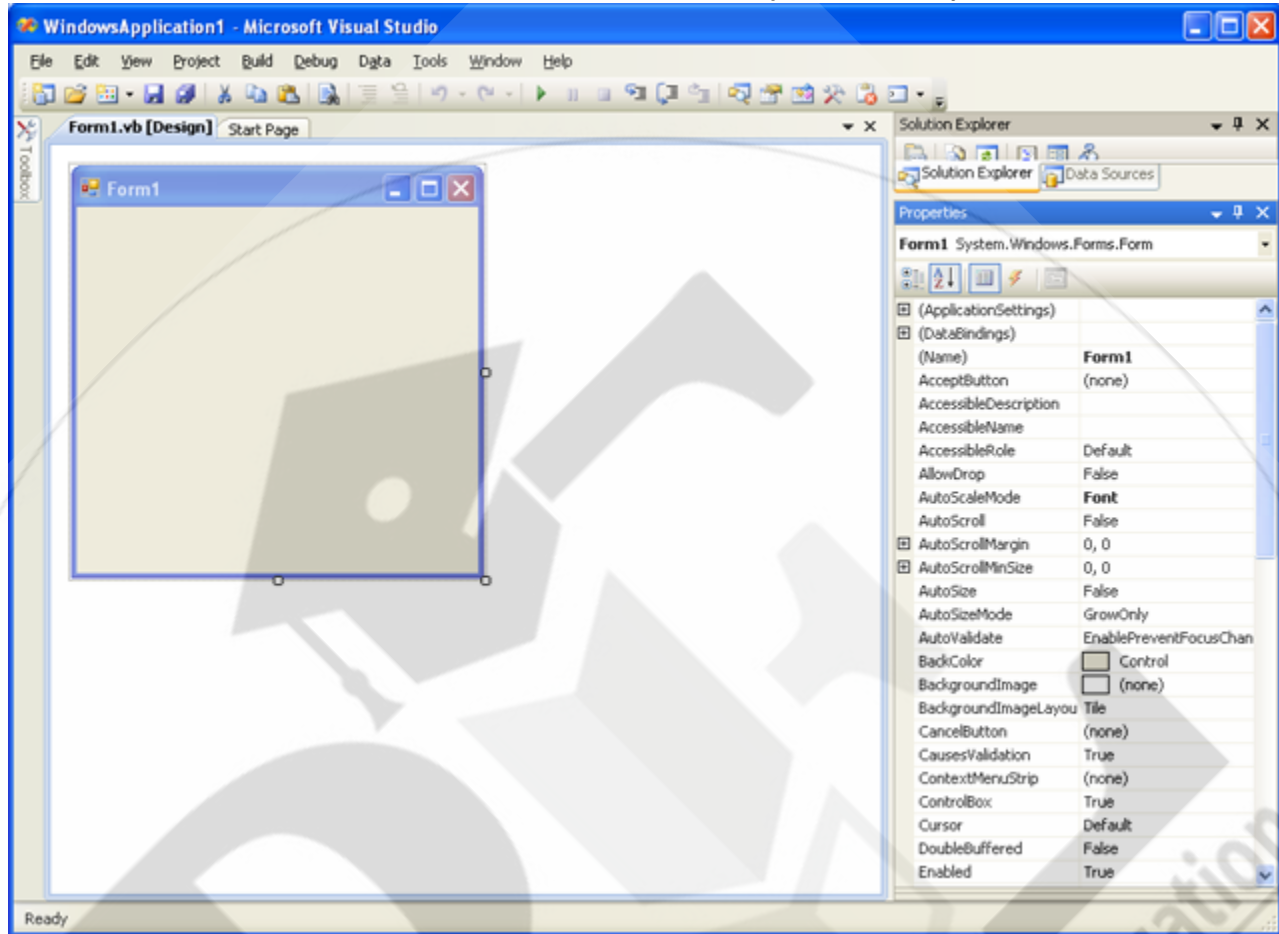 WindowsApplication1 - Microsoft Visual Studio
File Edit View Project Build Debug Data Tools Window Help
Toolbox
Form1.vb [Design] Start Page
Form1
Solution Explorer
Solution Explorer Data Sources
Properties
Form1 System.Windows.Forms.Form
(ApplicationSettings)
(DataBindings)
(Name) Form1
AcceptButton (none)
AccessibleDescription
AccessibleName
AccessibleRole Default
AllowDrop False
AutoScaleMode Font
AutoScroll False
AutoScrollMargin 0, 0
AutoScrollMinSize 0, 0
AutoSize False
AutoSizeMode GrowOnly
AutoValidate EnablePreventFocusChan
BackColor Control
BackgroundImage (none)
BackgroundImageLayou Tile
CancelButton (none)
CausesValidation True
ContextMenuStrip (none)
ControlBox True
Cursor Default
DoubleBuffered False
Enabled True
Ready